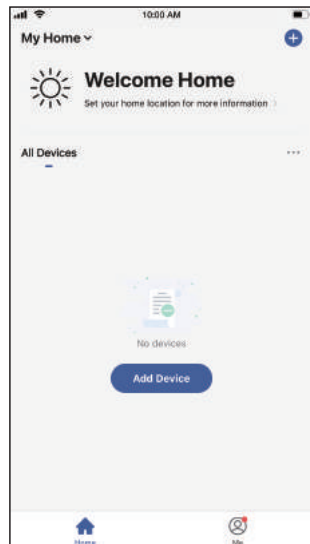 10:00 AM
My Home
Welcome Home
Set your home location for more information
All Devices
No devices
Add Device
Home
Me